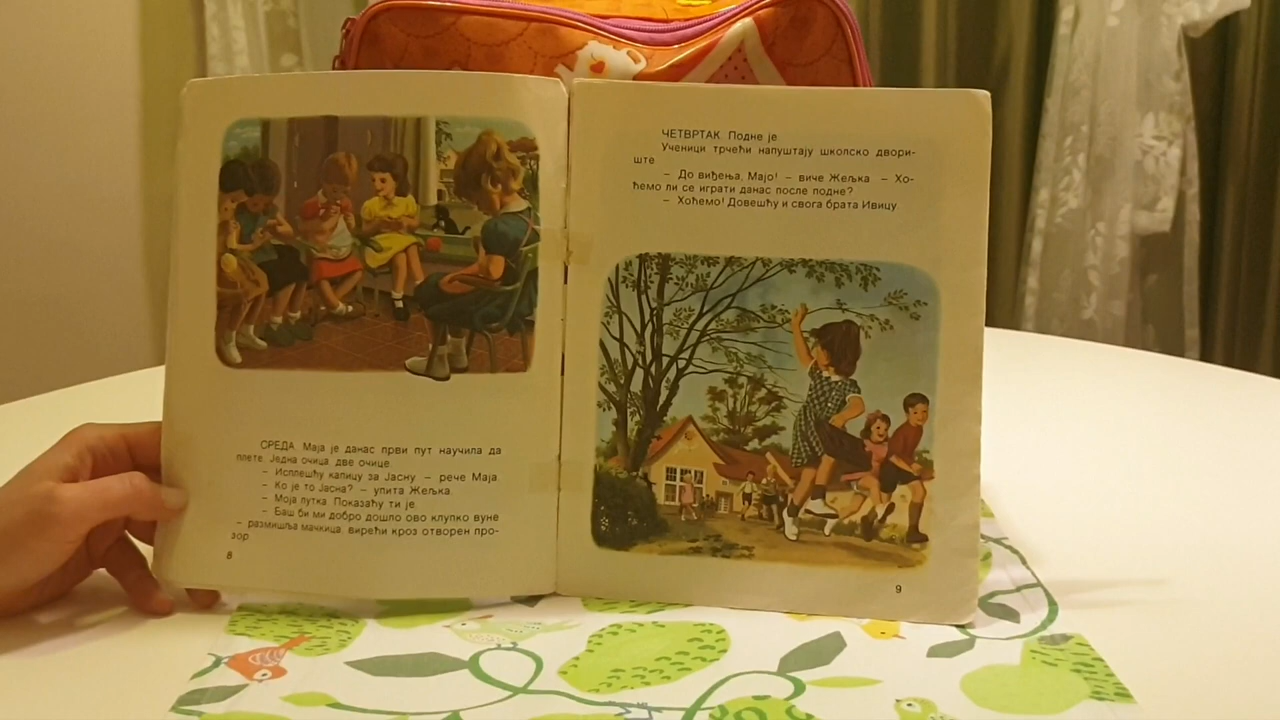 СРЕДА. Маја је данас први пут научила да
плете. Једна очица, две очице.
– Исплешћу капицу за Јасну – рече Маја.
– Ко је то Јасна? – упита Жељка.
– Моја лутка. Показаћу ти је.
– Баш би ми добро дошло ово клупко вуне
– размишља мачкица, вирећи кроз отворен про-
зор.
8
ЧЕТВРТАК. Подне је.
Ученици трчећи напуштају школско двори-
ште.
– До виђења, Мајо! – виче Жељка. – Хо-
ћемо ли се играти данас после подне?
– Хоћемо! Довешћу и свога брата Ивицу.
9